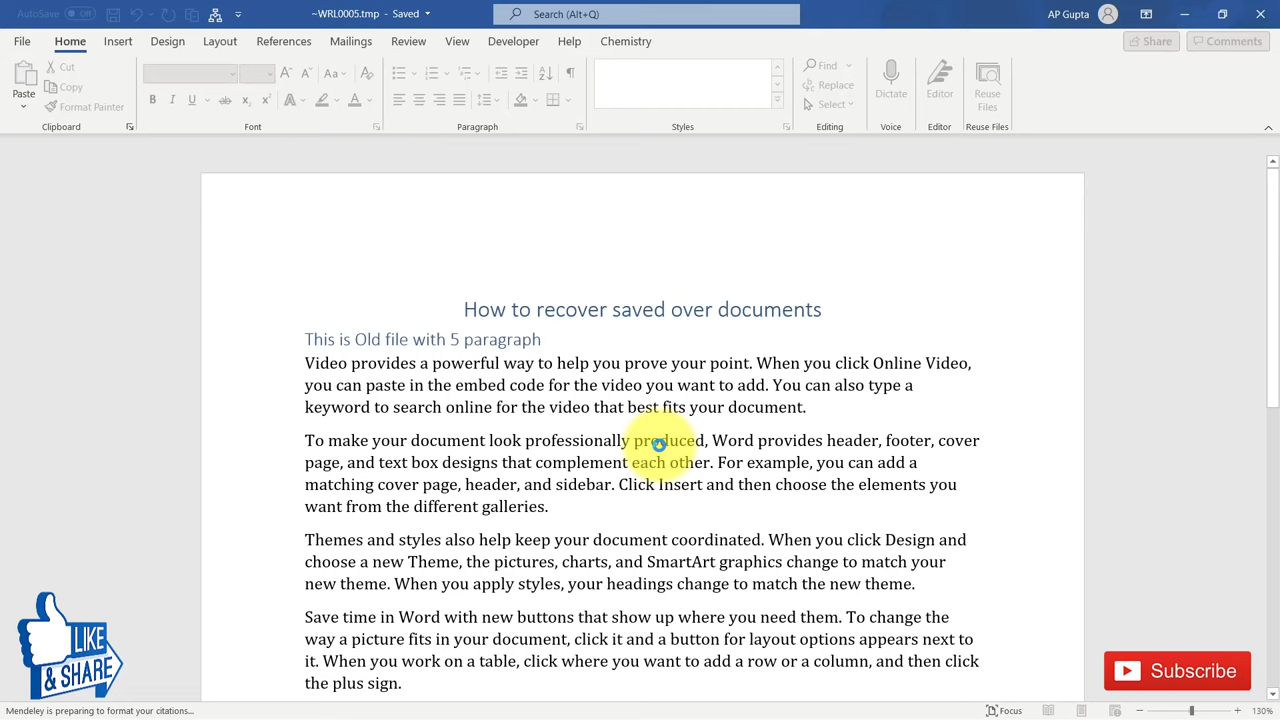 AutoSave Off ~WRL0005.tmp - Saved Search (Alt+Q) AP Gupta
File Home Insert Design Layout References Mailings Review View Developer Help Chemistry Share Comments
Paste
Cut
Copy
Format Painter
Aa
B I U ab x₂ x² A A
Find
Replace
Select
Dictate
Editor
Reuse Files
Clipboard Font Paragraph Styles Editing Voice Editor Reuse Files
How to recover saved over documents
This is Old file with 5 paragraph
Video provides a powerful way to help you prove your point. When you click Online Video,
you can paste in the embed code for the video you want to add. You can also type a
keyword to search online for the video that best fits your document.
To make your document look professionally produced, Word provides header, footer, cover
page, and text box designs that complement each other. For example, you can add a
matching cover page, header, and sidebar. Click Insert and then choose the elements you
want from the different galleries.
Themes and styles also help keep your document coordinated. When you click Design and
choose a new Theme, the pictures, charts, and SmartArt graphics change to match your
new theme. When you apply styles, your headings change to match the new theme.
Save time in Word with new buttons that show up where you need them. To change the
way a picture fits in your document, click it and a button for layout options appears next to
it. When you work on a table, click where you want to add a row or a column, and then click
the plus sign.
LIKE
& SHARE
Subscribe
Mendeley is preparing to format your citations... Focus 130%